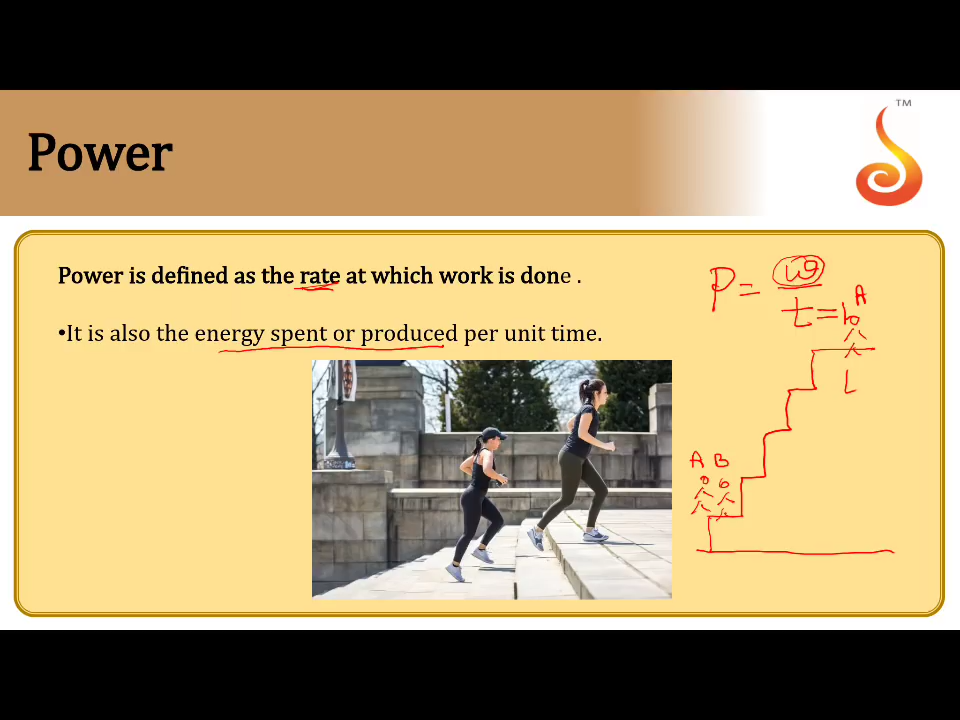 Power
TM
Power is defined as the rate at which work is done .
•It is also the energy spent or produced per unit time.
P = w
t =
A
A B